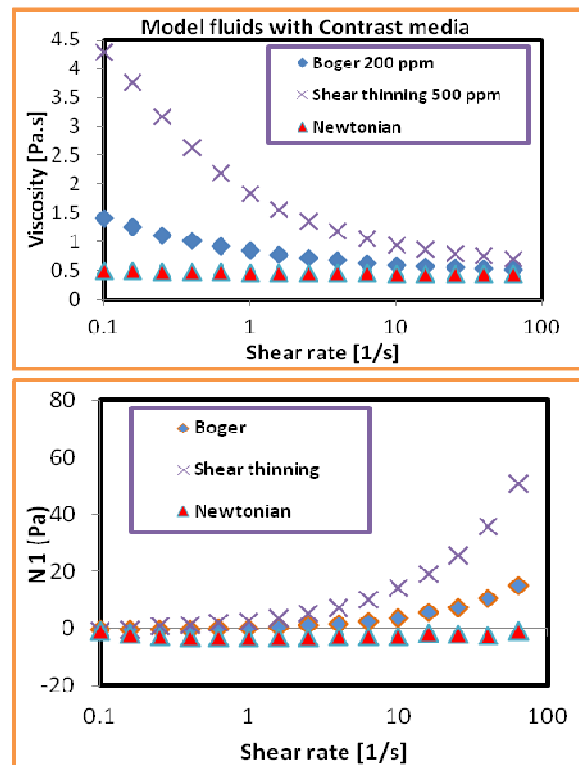 Model fluids with Contrast media
Boger 200 ppm
Shear thinning 500 ppm
Newtonian
Viscosity [Pa.s]
4.5
4
3.5
3
2.5
2
1.5
1
0.5
0
0.1 1 10 100
Shear rate [1/s]
Boger
Shear thinning
Newtonian
N1 (Pa)
80
60
40
20
0
-20
0.1 1 10 100
Shear rate [1/s]